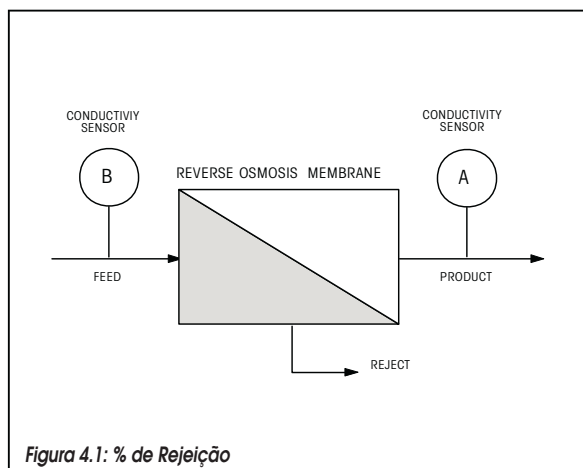 CONDUCTIVIY
SENSOR
B
CONDUCTIVITY
SENSOR
A
REVERSE OSMOSIS MEMBRANE
FEED
PRODUCT
REJECT
Figura 4.1: % de Rejeição